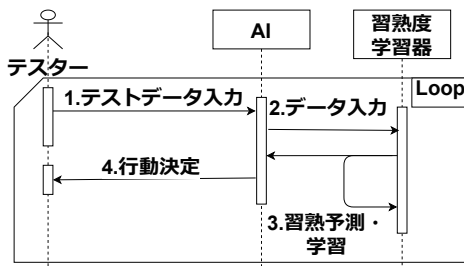 AI
習熟度
学習器
テスター
Loop
1.テストデータ入力
2.データ入力
4.行動決定
3.習熟予測・
学習